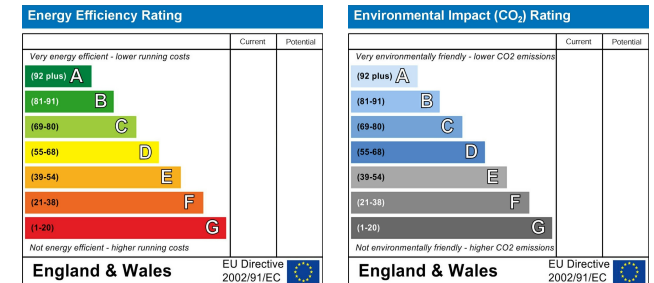 Energy Efficiency Rating
Current Potential
Very energy efficient - lower running costs
(92 plus) A
(81-91) B
(69-80) C
(55-68) D
(39-54) E
(21-38) F
(1-20) G
Not energy efficient - higher running costs
England & Wales
EU Directive
2002/91/EC
Environmental Impact (CO₂) Rating
Current Potential
Very environmentally friendly - lower CO2 emissions
(92 plus) A
(81-91) B
(69-80) C
(55-68) D
(39-54) E
(21-38) F
(1-20) G
Not environmentally friendly - higher CO2 emissions
England & Wales
EU Directive
2002/91/EC